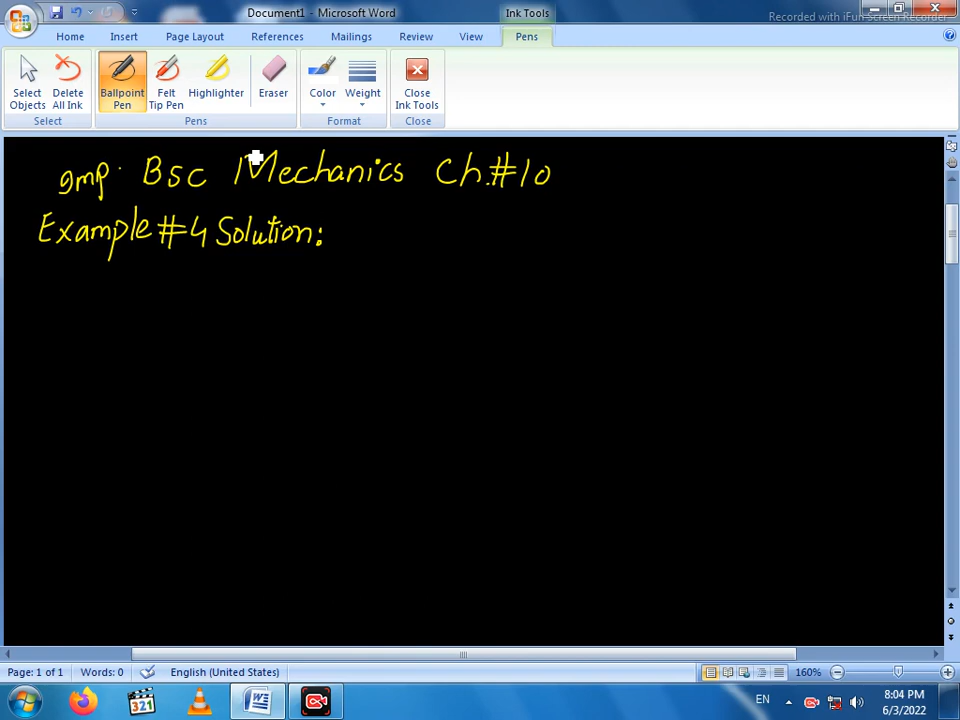 Document1 - Microsoft Word
Ink Tools
Recorded with iFun Screen Recorder
Home Insert Page Layout References Mailings Review View Pens
Select Objects
Delete All Ink
Ballpoint Pen
Felt Tip Pen
Highlighter
Eraser
Color
Weight
Close Ink Tools
Select Pens Format Close
Imp. Bsc Mechanics Ch.#10
Example #4 Solution:
Page: 1 of 1 Words: 0 English (United States) 160%
321
EN
8:04 PM
6/3/2022